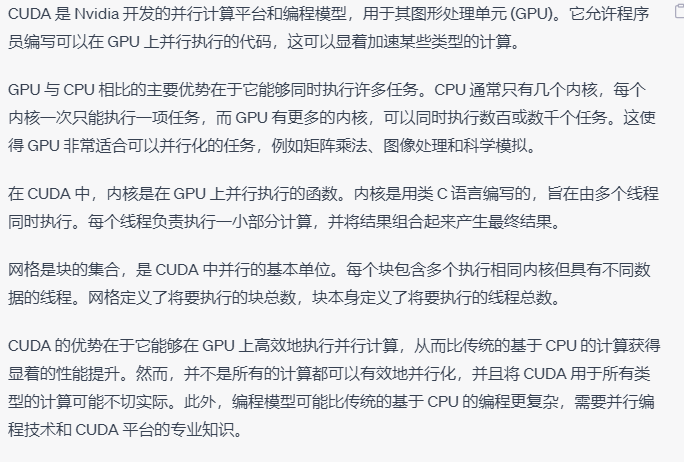 CUDA 是 Nvidia 开发的并行计算平台和编程模型，用于其图形处理单元 (GPU)。它允许程序
员编写可以在 GPU 上并行执行的代码，这可以显着加速某些类型的计算。
GPU 与 CPU 相比的主要优势在于它能够同时执行许多任务。CPU 通常只有几个内核，每个
内核一次只能执行一项任务，而 GPU 有更多的内核，可以同时执行数百或数千个任务。这使
得 GPU 非常适合可以并行化的任务，例如矩阵乘法、图像处理和科学模拟。
在 CUDA 中，内核是在 GPU 上并行执行的函数。内核是用类 C 语言编写的，旨在由多个线程
同时执行。每个线程负责执行一小部分计算，并将结果组合起来产生最终结果。
网格是块的集合，是 CUDA 中并行的基本单位。每个块包含多个执行相同内核但具有不同数
据的线程。网格定义了将要执行的块总数，块本身定义了将要执行的线程总数。
CUDA 的优势在于它能够在 GPU 上高效地执行并行计算，从而比传统的基于 CPU 的计算获得
显着的性能提升。然而，并不是所有的计算都可以有效地并行化，并且将 CUDA 用于所有类
型的计算可能不切实际。此外，编程模型可能比传统的基于 CPU 的编程更复杂，需要并行编
程技术和 CUDA 平台的专业知识。